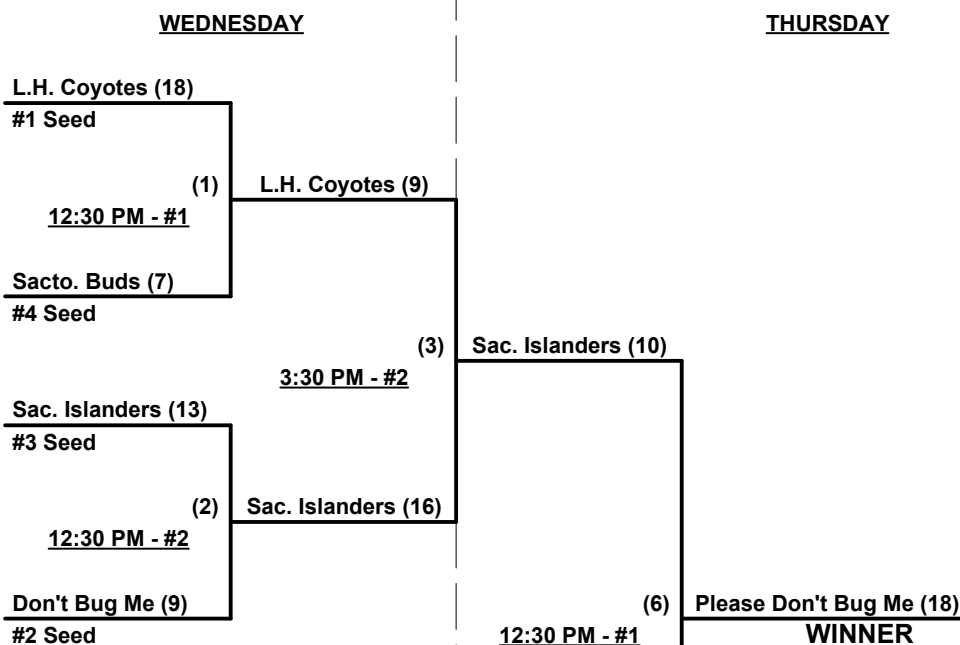 WEDNESDAY
THURSDAY
L.H. Coyotes (18)
#1 Seed
(1)
L.H. Coyotes (9)
12:30 PM - #1
Sacto. Buds (7)
#4 Seed
(3)
Sac. Islanders (10)
3:30 PM - #2
Sac. Islanders (13)
#3 Seed
(2)
Sac. Islanders (16)
12:30 PM - #2
Don't Bug Me (9)
(6)
Please Don't Bug Me (18)
#2 Seed
12:30 PM - #1
WINNER